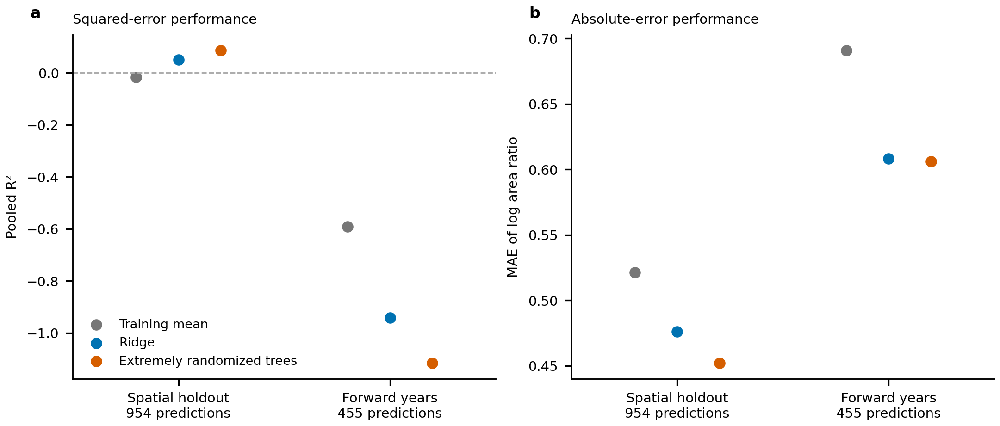 a
Squared-error performance
Pooled R²
0.0
−0.2
−0.4
−0.6
−0.8
−1.0
Training mean
Ridge
Extremely randomized trees
Spatial holdout
954 predictions
Forward years
455 predictions
b
Absolute-error performance
MAE of log area ratio
0.70
0.65
0.60
0.55
0.50
0.45
Spatial holdout
954 predictions
Forward years
455 predictions